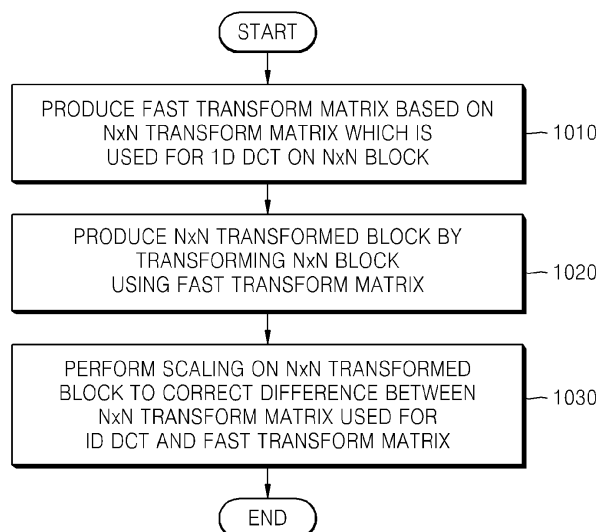 START
PRODUCE FAST TRANSFORM MATRIX BASED ON
NxN TRANSFORM MATRIX WHICH IS
USED FOR 1D DCT ON NxN BLOCK
1010
PRODUCE NxN TRANSFORMED BLOCK BY
TRANSFORMING NxN BLOCK
USING FAST TRANSFORM MATRIX
1020
PERFORM SCALING ON NxN TRANSFORMED
BLOCK TO CORRECT DIFFERENCE BETWEEN
NxN TRANSFORM MATRIX USED FOR
ID DCT AND FAST TRANSFORM MATRIX
1030
END